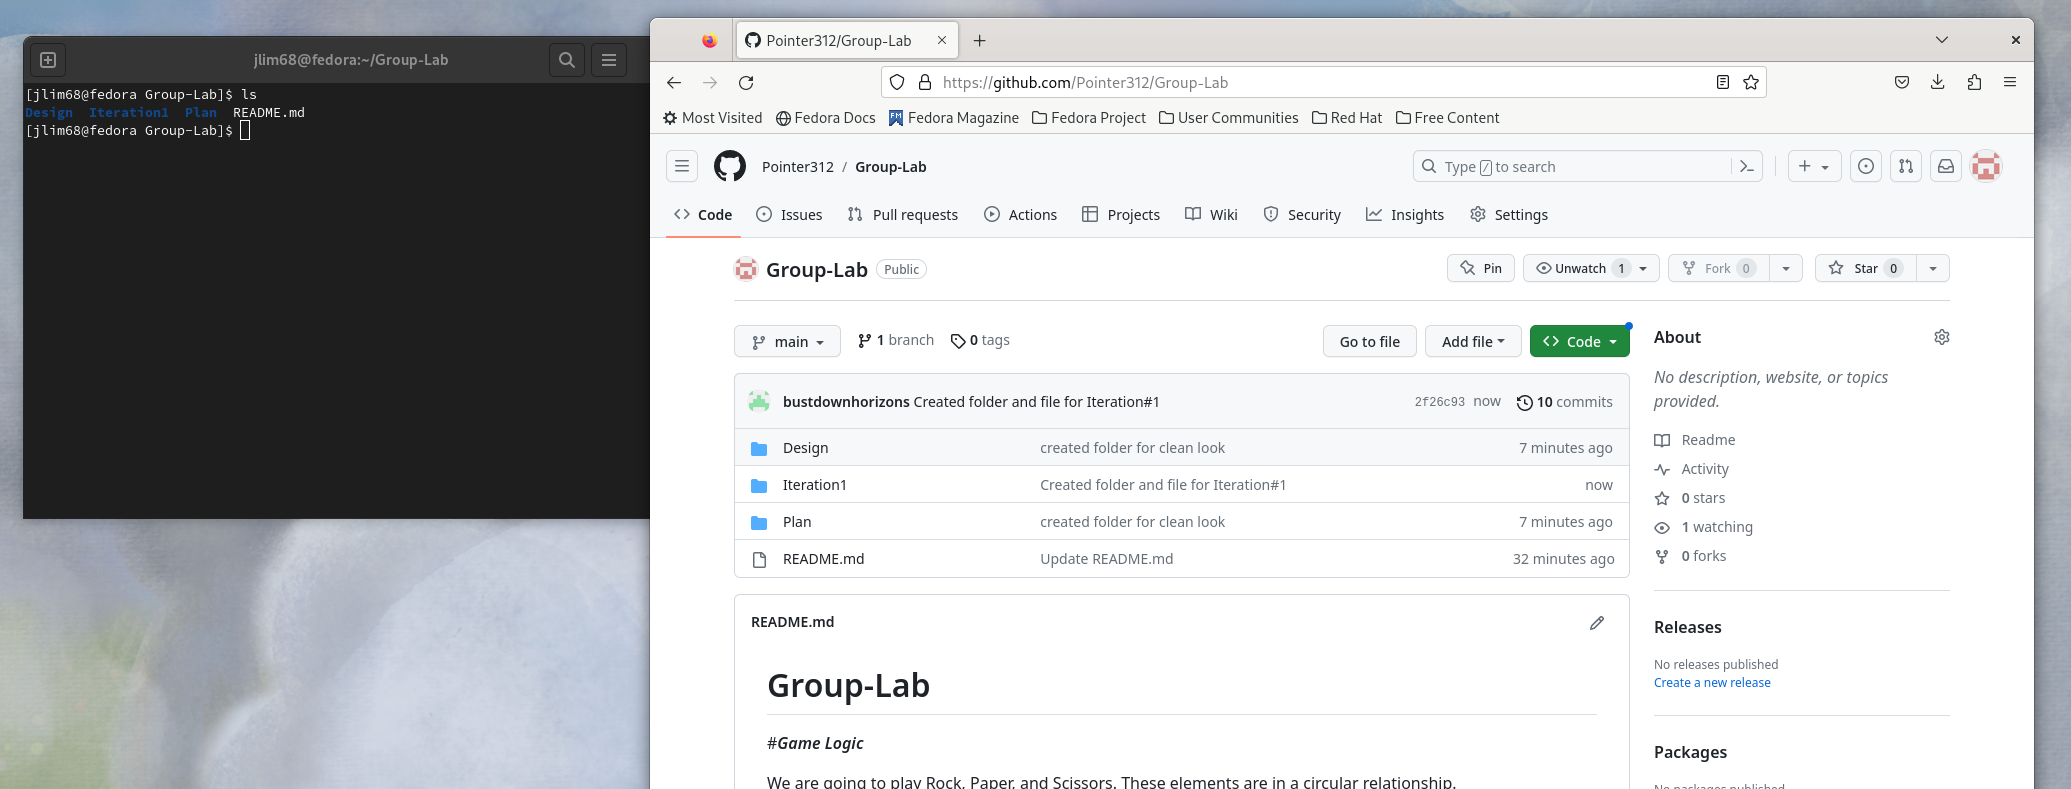 jlim68@fedora:~/Group-Lab
[jlim68@fedora Group-Lab]$ ls
Design  Iteration1  Plan  README.md
[jlim68@fedora Group-Lab]$
Pointer312/Group-Lab
https://github.com/Pointer312/Group-Lab
Most Visited Fedora Docs Fedora Magazine Fedora Project User Communities Red Hat Free Content
Pointer312 / Group-Lab Type / to search
Code Issues Pull requests Actions Projects Wiki Security Insights Settings
Group-Lab Public Pin Unwatch 1 Fork 0 Star 0
main 1 branch 0 tags Go to file Add file Code
bustdownhorizons Created folder and file for Iteration#1 2f26c93 now 10 commits
Design created folder for clean look 7 minutes ago
Iteration1 Created folder and file for Iteration#1 now
Plan created folder for clean look 7 minutes ago
README.md Update README.md 32 minutes ago
README.md
Group-Lab
#Game Logic
We are going to play Rock, Paper, and Scissors. These elements are in a circular relationship.
About
No description, website, or topics
provided.
Readme
Activity
0 stars
1 watching
0 forks
Releases
No releases published
Create a new release
Packages
No packages published